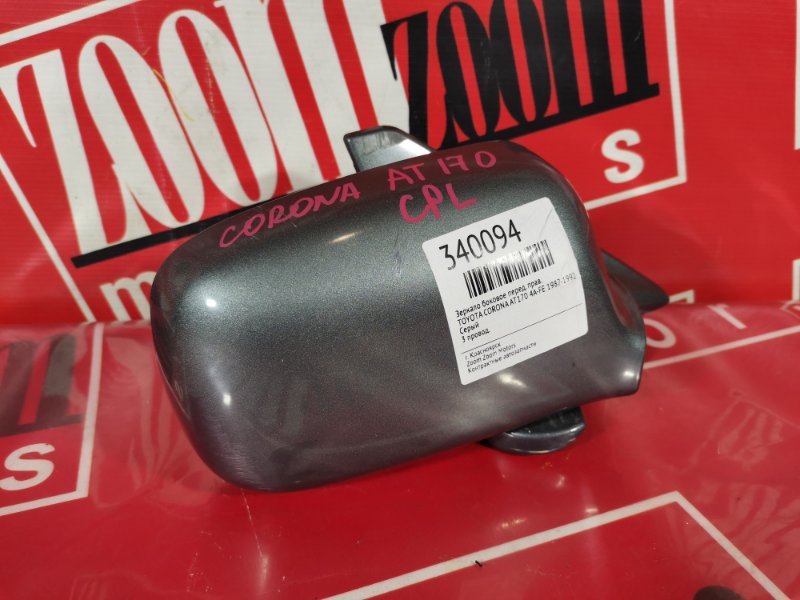 zoom
zoom
m
S
CORONA AT170
CPL
340094
Зеркало боковое перед. прав.
TOYOTA CORONA AT170 4A-FE 1987-1992
Серый
3 провод
г. Красноярск
Zoom Zoom Motors
Контрактные автозапчасти